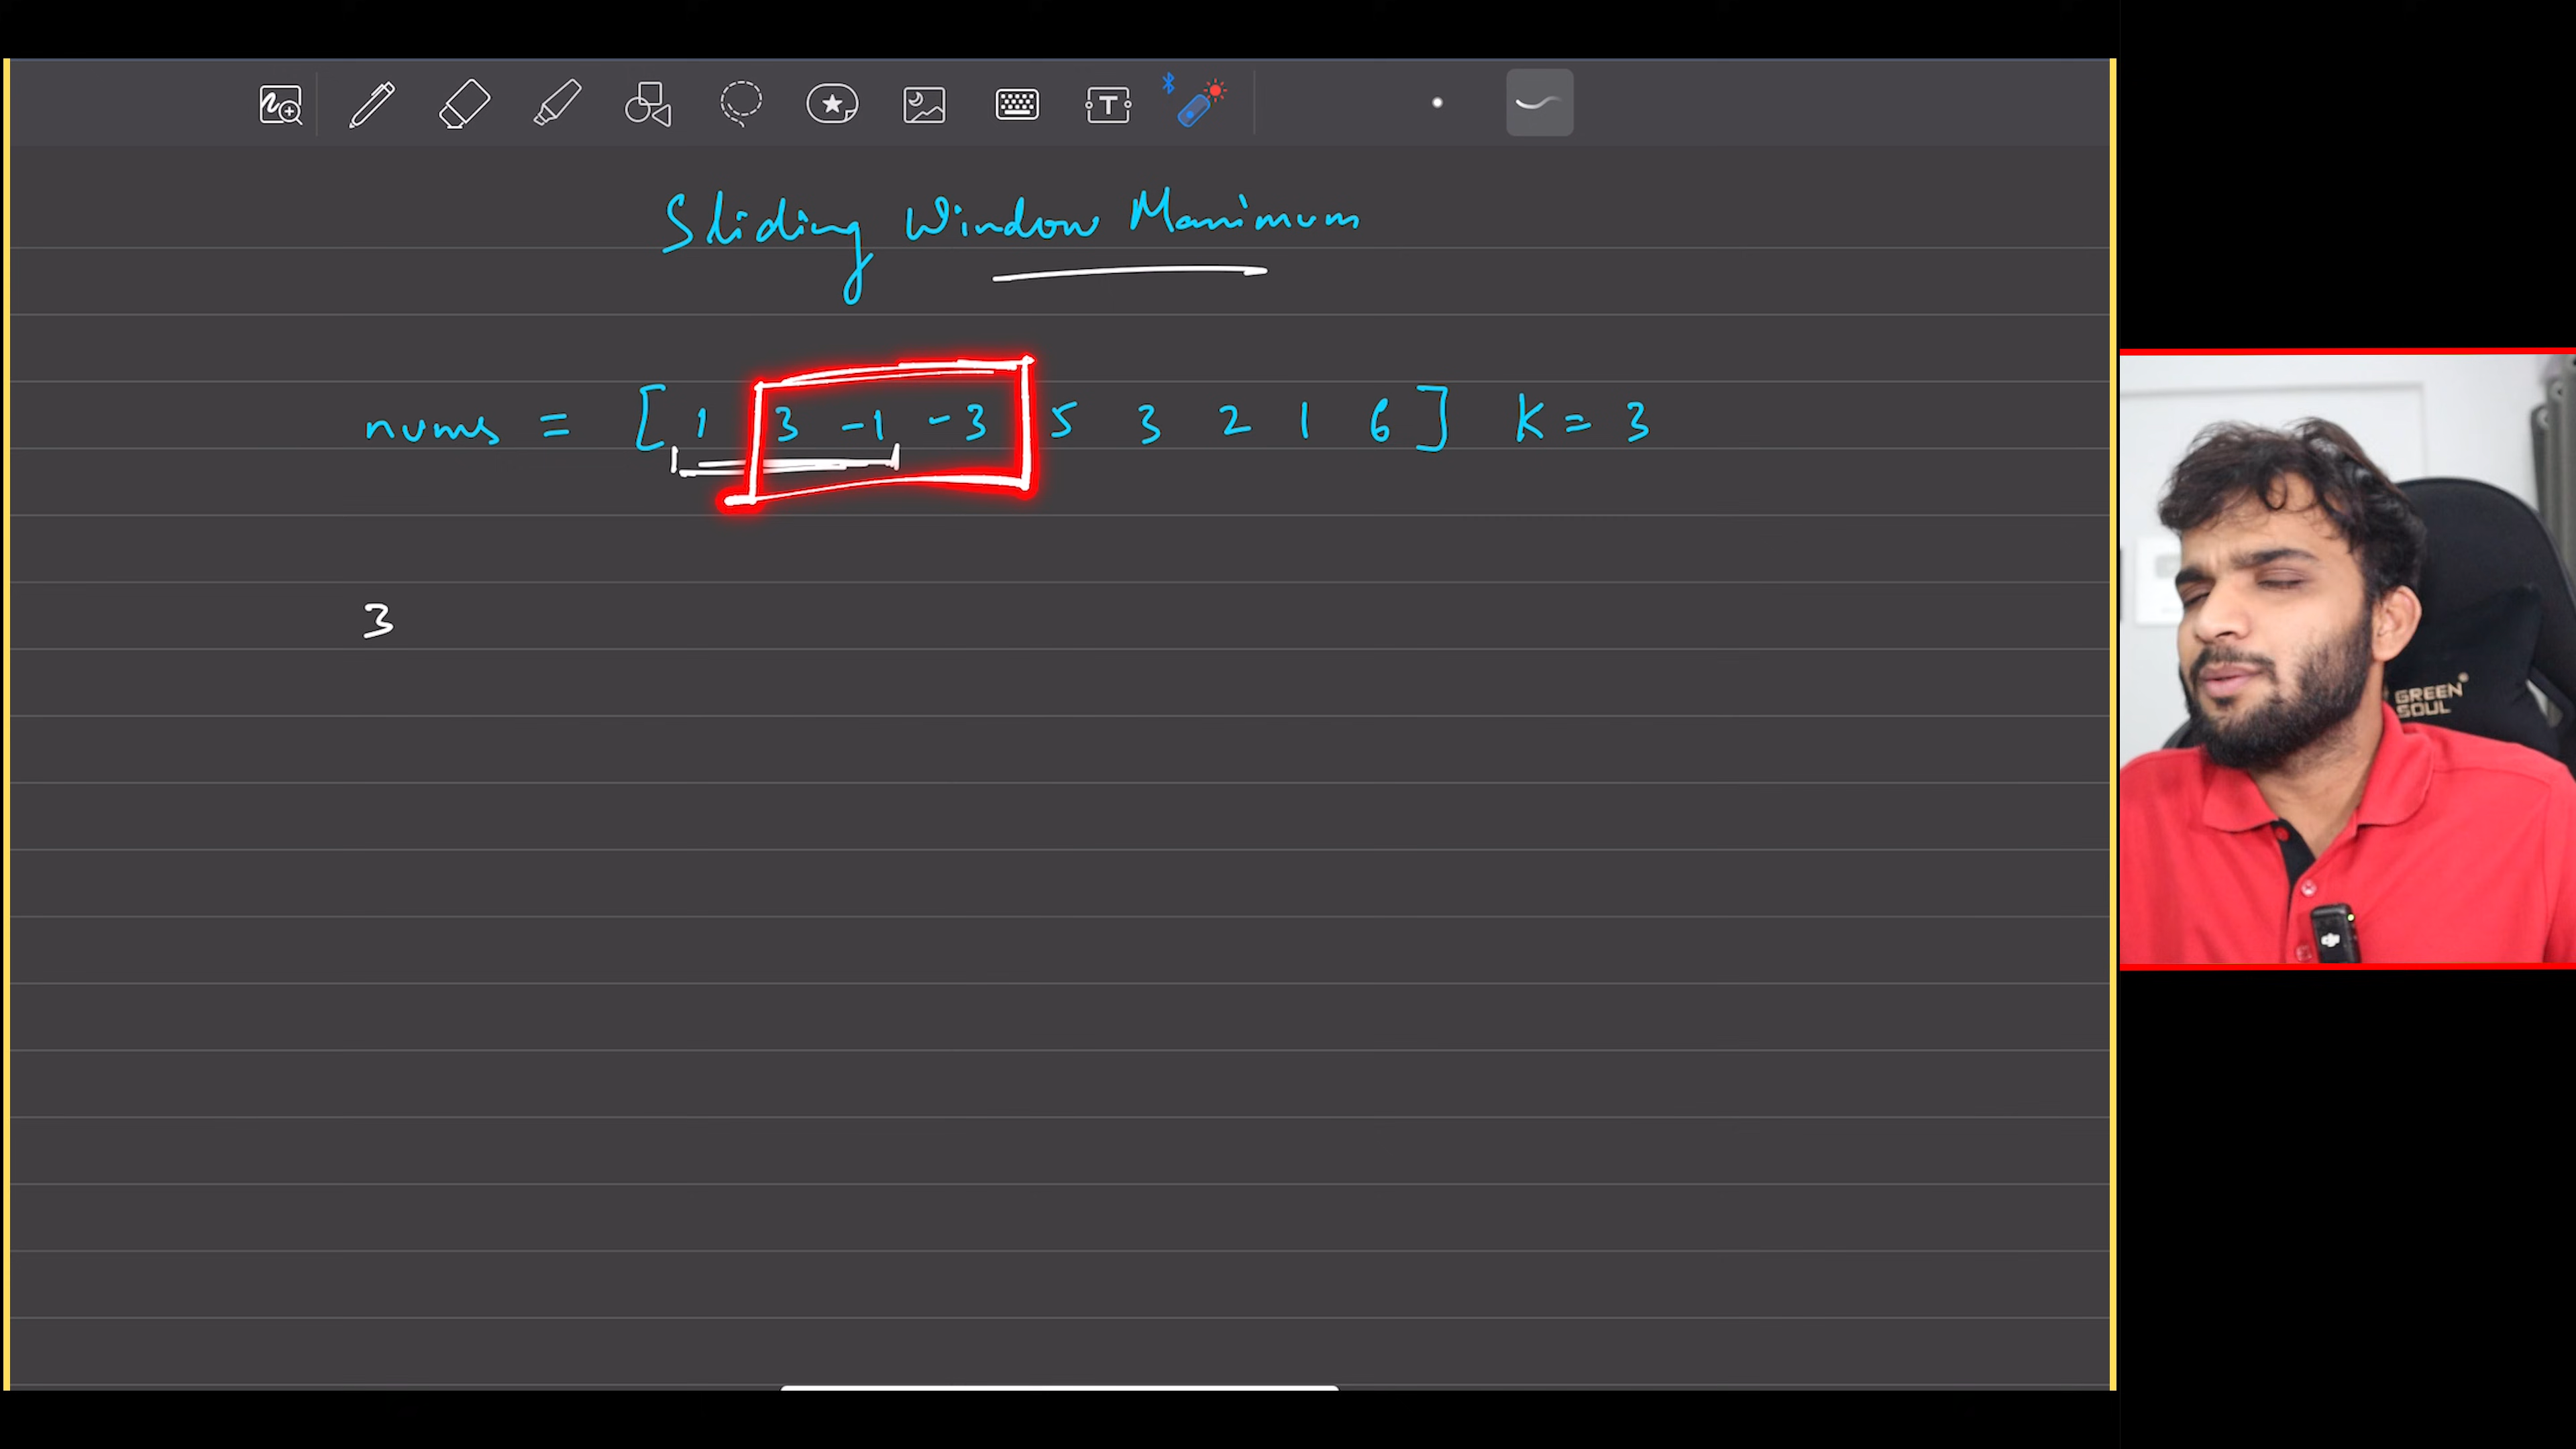 Sliding Window Maximum
nums = [ 1 3 -1 -3 5 3 2 1 6 ] K = 3
3
GREEN
SOUL